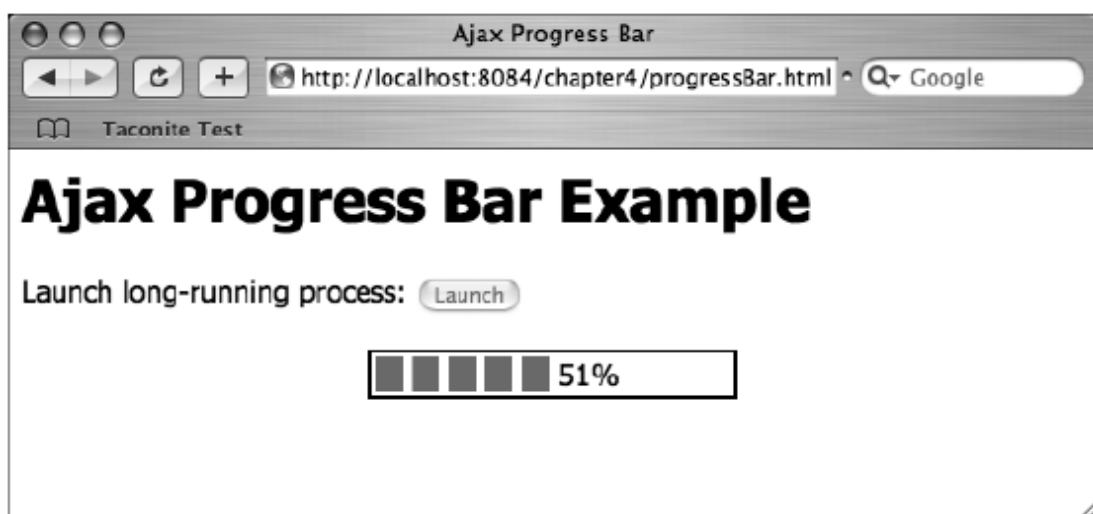 Ajax Progress Bar
http://localhost:8084/chapter4/progressBar.html
Google
Taconite Test
Ajax Progress Bar Example
Launch long-running process: Launch
51%